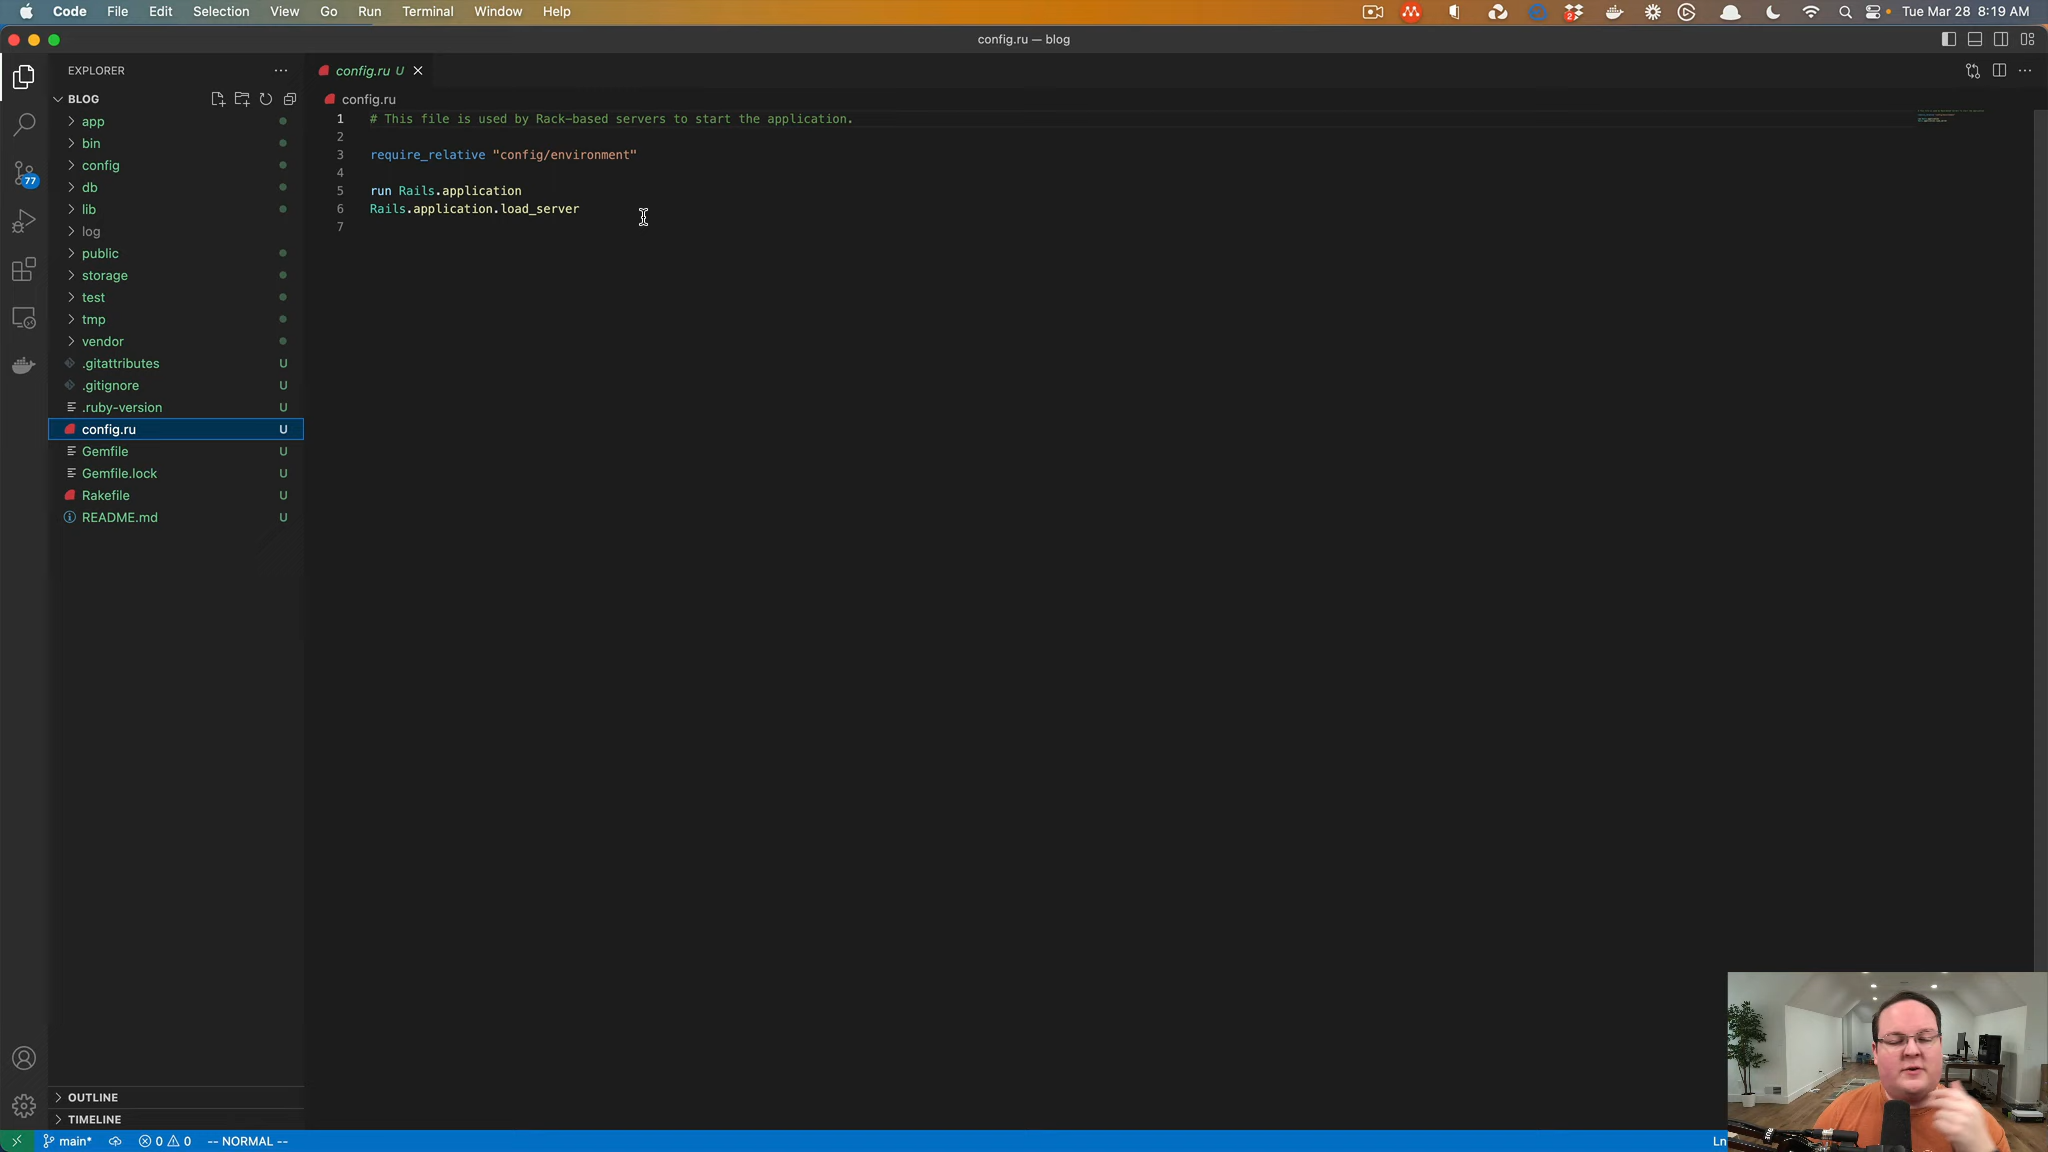 Code File Edit Selection View Go Run Terminal Window Help
2
Tue Mar 28 8:19 AM
config.ru — blog
EXPLORER
config.ru U
BLOG
config.ru
app
bin
config
db
lib
log
public
storage
test
tmp
vendor
.gitattributes U
.gitignore U
.ruby-version U
config.ru U
Gemfile U
Gemfile.lock U
Rakefile U
README.md U
77
1 # This file is used by Rack-based servers to start the application.
2
3 require_relative "config/environment"
4
5 run Rails.application
6 Rails.application.load_server
7
OUTLINE
TIMELINE
main* 0 0 -- NORMAL --
Ln